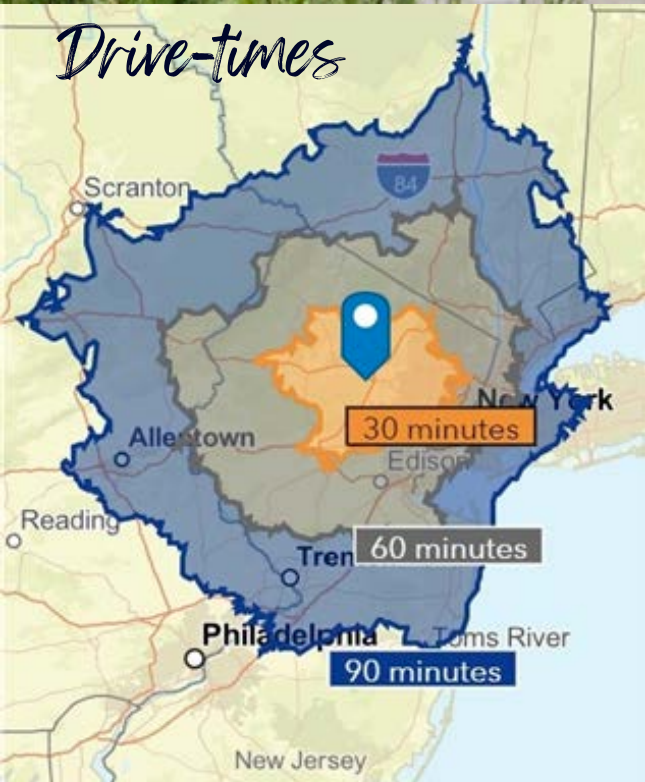 Drive-times
84
Scranton
New York
30 minutes
Allentown
Edison
Reading
60 minutes
Tren
Philadelphia
Toms River
90 minutes
New Jersey